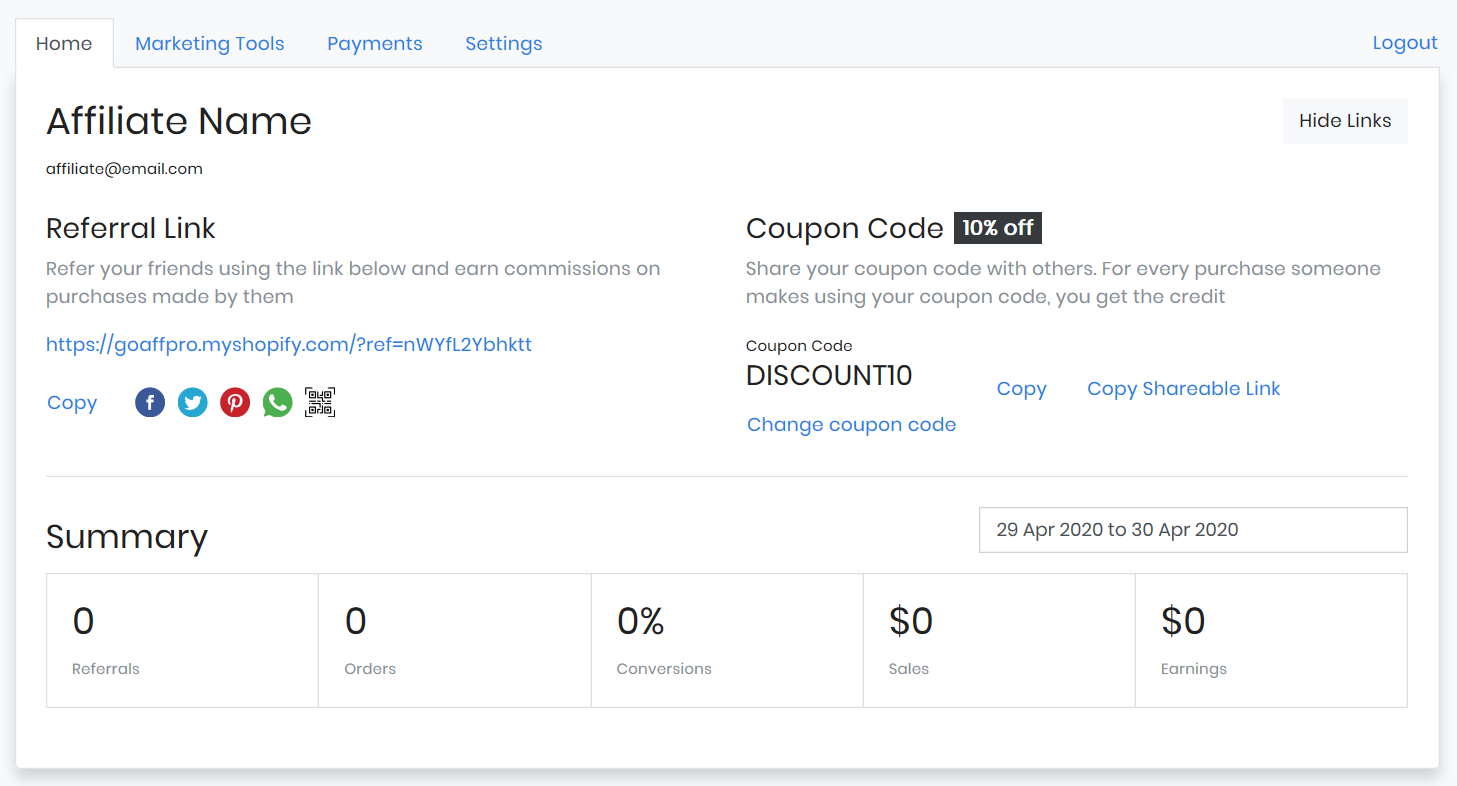 Home Marketing Tools Payments Settings Logout
Affiliate Name
Hide Links
affiliate@email.com
Referral Link
Refer your friends using the link below and earn commissions on
purchases made by them
https://goaffpro.myshopify.com/?ref=nWYfL2Ybhktt
Copy
Coupon Code 10% off
Share your coupon code with others. For every purchase someone
makes using your coupon code, you get the credit
Coupon Code
DISCOUNT10
Copy Copy Shareable Link
Change coupon code
Summary
29 Apr 2020 to 30 Apr 2020
0
Referrals
0
Orders
0%
Conversions
$0
Sales
$0
Earnings